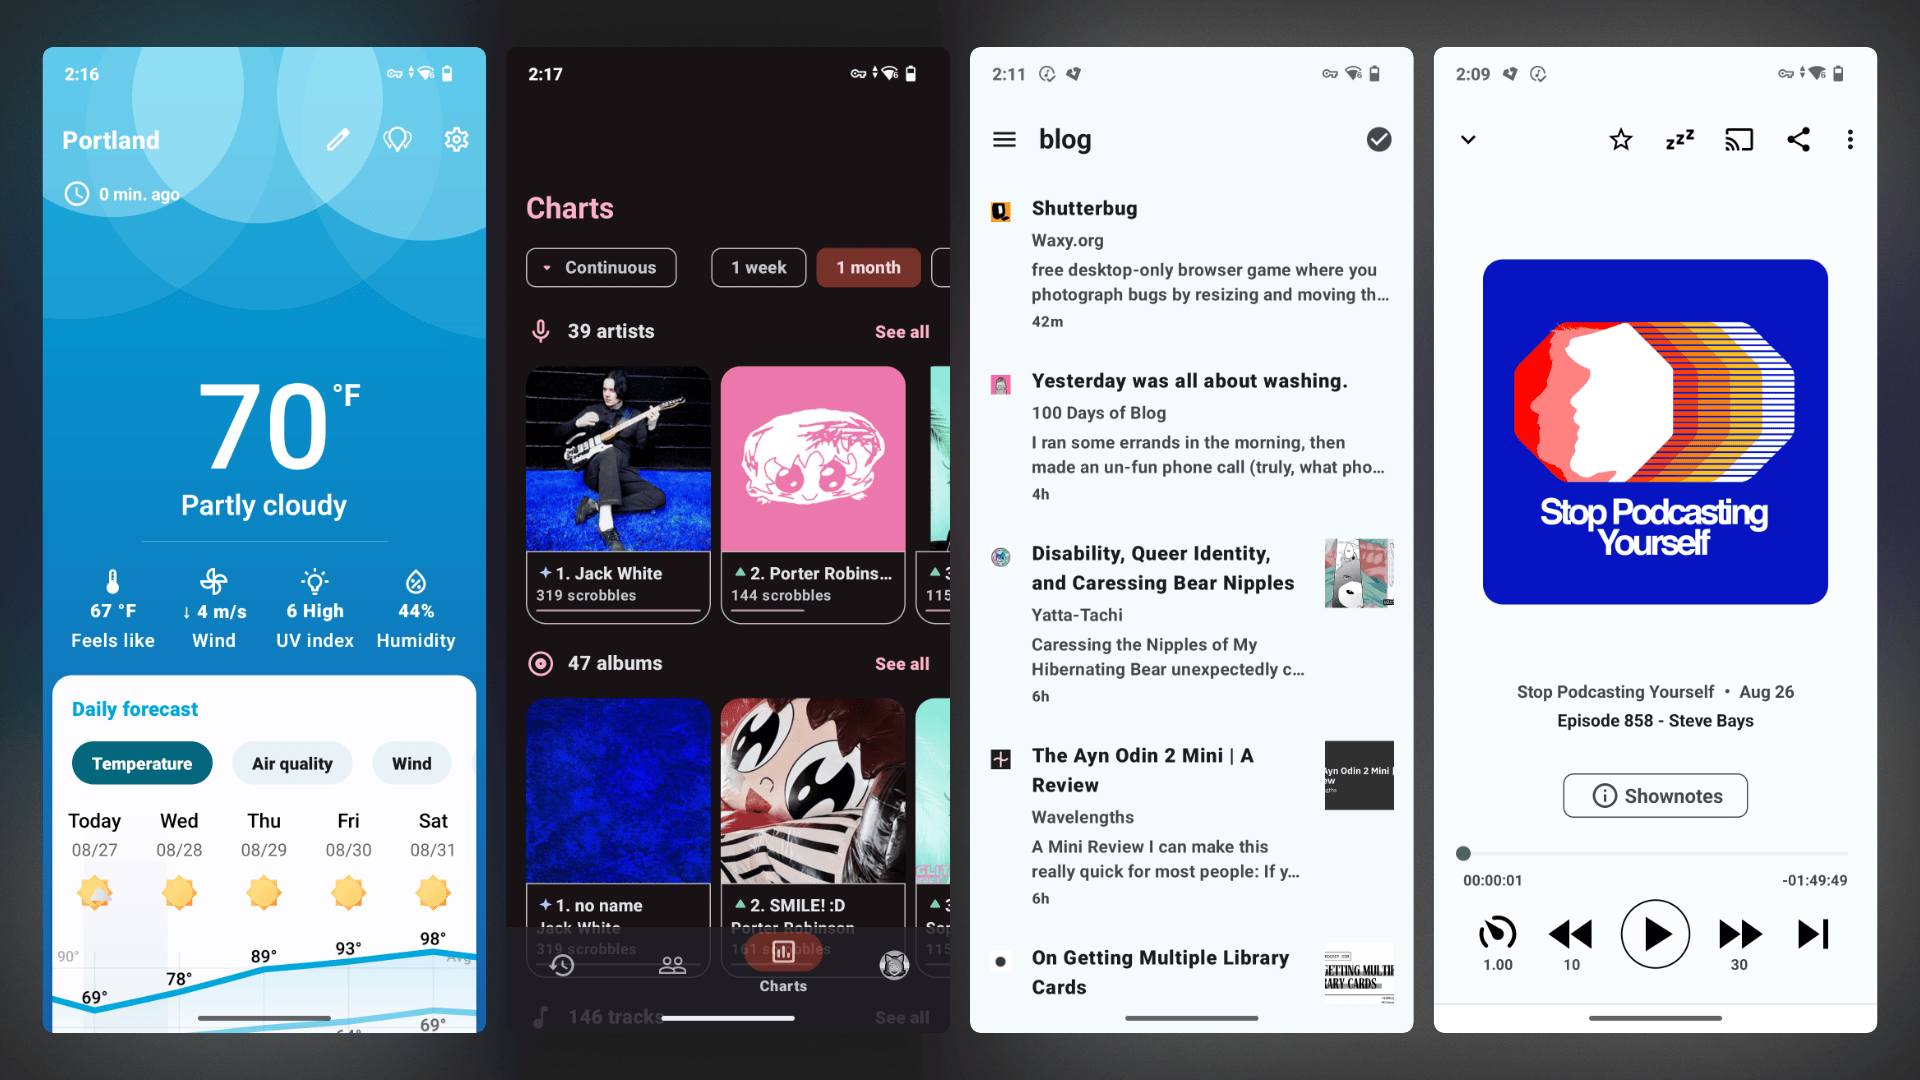 2:16
Portland
0 min. ago
70 °F
Partly cloudy
67 °F
Feels like
↓ 4 m/s
Wind
6 High
UV index
44%
Humidity
Daily forecast
Temperature
Air quality
Wind
Today Wed Thu Fri Sat
08/27 08/28 08/29 08/30 08/31
90°
69° 78° 89° 93° 98°
Avg
64° 69°
2:17
Charts
Continuous
1 week
1 month
39 artists
See all
1. Jack White
319 scrobbles
2. Porter Robins...
144 scrobbles
3
115
47 albums
See all
1. no name
Jack White
319 scrobbles
2. SMILE! :D
Porter Robinson
161 scrobbles
3
Sop
115
Charts
146 tracks
See all
2:11
blog
Shutterbug
Waxy.org
free desktop-only browser game where you
photograph bugs by resizing and moving th...
42m
Yesterday was all about washing.
100 Days of Blog
I ran some errands in the morning, then
made an un-fun phone call (truly, what pho...
4h
Disability, Queer Identity,
and Caressing Bear Nipples
Yatta-Tachi
Caressing the Nipples of My
Hibernating Bear unexpectedly c...
6h
The Ayn Odin 2 Mini | A
Review
Wavelengths
A Mini Review I can make this
really quick for most people: If y...
6h
Ayn Odin 2 Mini |
On Getting Multiple Library
Cards
2:09
zzz
Stop Podcasting
Yourself
Stop Podcasting Yourself • Aug 26
Episode 858 - Steve Bays
Shownotes
00:00:01
-01:49:49
1.00
10
30